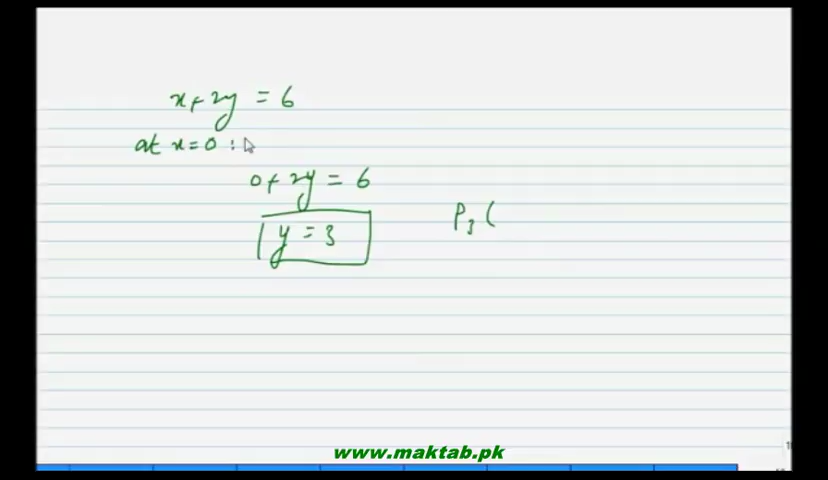 x+2y = 6
at x=0 :
0+2y = 6
y = 3
P3 (
www.maktab.pk